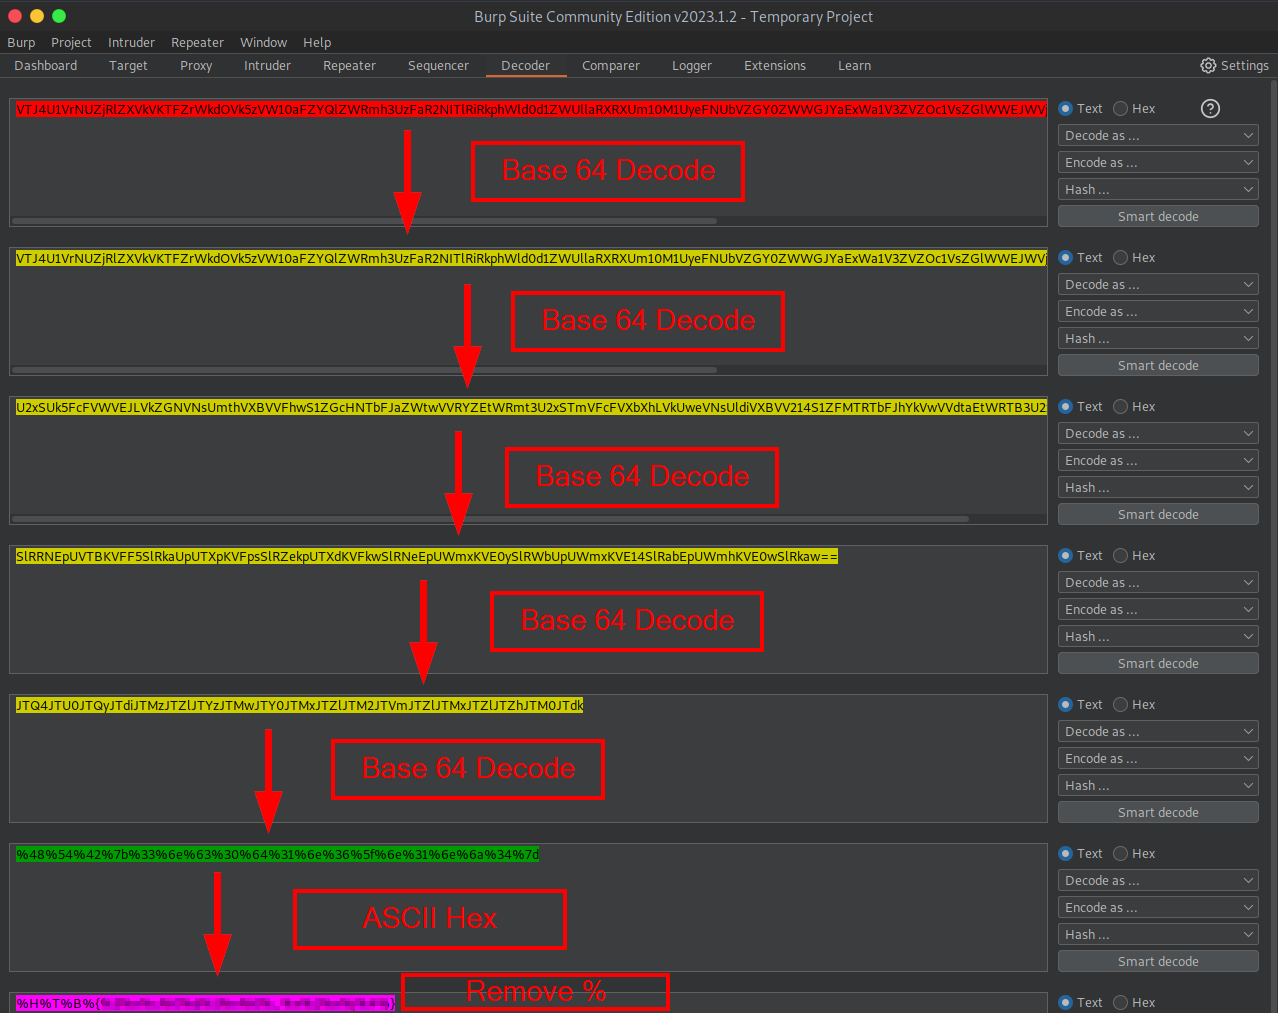 Burp Suite Community Edition v2023.1.2 - Temporary Project
Burp Project Intruder Repeater Window Help
Dashboard Target Proxy Intruder Repeater Sequencer Decoder Comparer Logger Extensions Learn Settings
Text Hex ?
Decode as ...
Encode as ...
Hash ...
Smart decode
Base 64 Decode
Text Hex
Decode as ...
Encode as ...
Hash ...
Smart decode
Base 64 Decode
Text Hex
Decode as ...
Encode as ...
Hash ...
Smart decode
Base 64 Decode
SlRRNEpUVTBKVFF5SlRkaUpUTXpKVFpsSlRZekpUTXdKVFkwSlRNeEpUWmxKVE0ySlRWbUpUWmxKVE14SlRabEpUWmhKVE0wSlRkaw==
Text Hex
Decode as ...
Encode as ...
Hash ...
Smart decode
Base 64 Decode
JTQ4JTU0JTQyJTdiJTMzJTZlJTYzJTMwJTY0JTMxJTZlJTM2JTVmJTZlJTMxJTZlJTZhJTM0JTdk
Text Hex
Decode as ...
Encode as ...
Hash ...
Smart decode
Base 64 Decode
%48%54%42%7b%33%6e%63%30%64%31%6e%36%5f%6e%31%6e%6a%34%7d
Text Hex
Decode as ...
Encode as ...
Hash ...
Smart decode
ASCII Hex
%H%T%B%{
Text Hex
Remove %